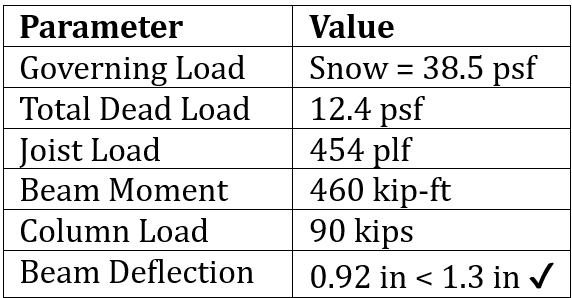 Parameter Value
Governing Load Snow = 38.5 psf
Total Dead Load 12.4 psf
Joist Load 454 plf
Beam Moment 460 kip-ft
Column Load 90 kips
Beam Deflection 0.92 in < 1.3 in ✓